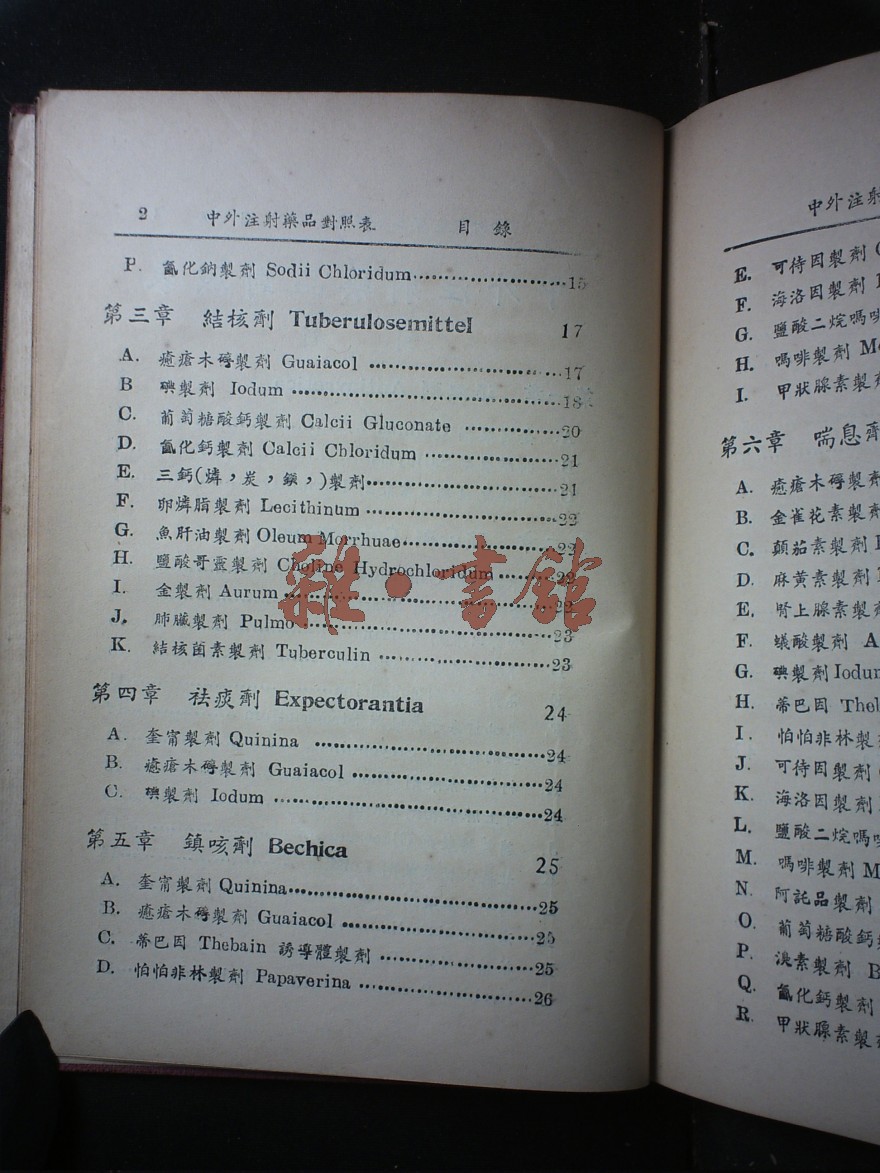 2 中外注射藥品對照表 目錄
P. 氯化鈉製劑 Sodii Chloridum 15
第三章 結核劑 Tuberulosemittel 17
A. 癒瘡木礳製劑 Guaiacol 17
B 碘製劑 Iodum 18
C. 葡萄糖酸鈣製劑 Calcii Gluconate 20
D. 氯化鈣製劑 Calcii Chloridum 21
E. 三鈣(燐,炭,鎂,)製劑 21
F. 卵燐脂製劑 Lecithinum 22
G. 魚肝油製劑 Oleum Morrhuae 22
H. 鹽酸哥靈製劑 Choline Hydrochloridum 22
I. 金製劑 Aurum 22
J. 肺臟製劑 Pulmo 23
K. 結核菌素製劑 Tuberculin 23
第四章 祛痰劑 Expectorantia 24
A. 奎甯製劑 Quinina 24
B. 癒瘡木礳製劑 Guaiacol 24
C. 碘製劑 Iodum 24
第五章 鎮咳劑 Bechica 25
A. 奎甯製劑 Quinina 25
B. 癒瘡木礳製劑 Guaiacol 25
C. 蒂巴因 Thebain 誘導體製劑 25
D. 怕怕非林製劑 Papaverina 26
雜·書館
中外注射
E. 可待因製劑
F. 海洛因製劑
G. 鹽酸二烷嗎啡
H. 嗎啡製劑
I. 甲狀腺素製劑
第六章 喘息劑
A. 癒瘡木礳製劑
B. 金雀花素製劑
C. 顛茄素製劑
D. 麻黃素製劑
E. 腎上腺素製劑
F. 蟻酸製劑 A
G. 碘製劑 Iodum
H. 蒂巴因
I. 怕怕非林製
J. 可待因製劑
K. 海洛因製劑
L. 鹽酸二烷嗎
M. 嗎啡製劑
N. 阿託品製劑
O. 葡萄糖酸鈣
P. 溴素製劑 B
Q. 氯化鈣製劑
R. 甲狀腺素製